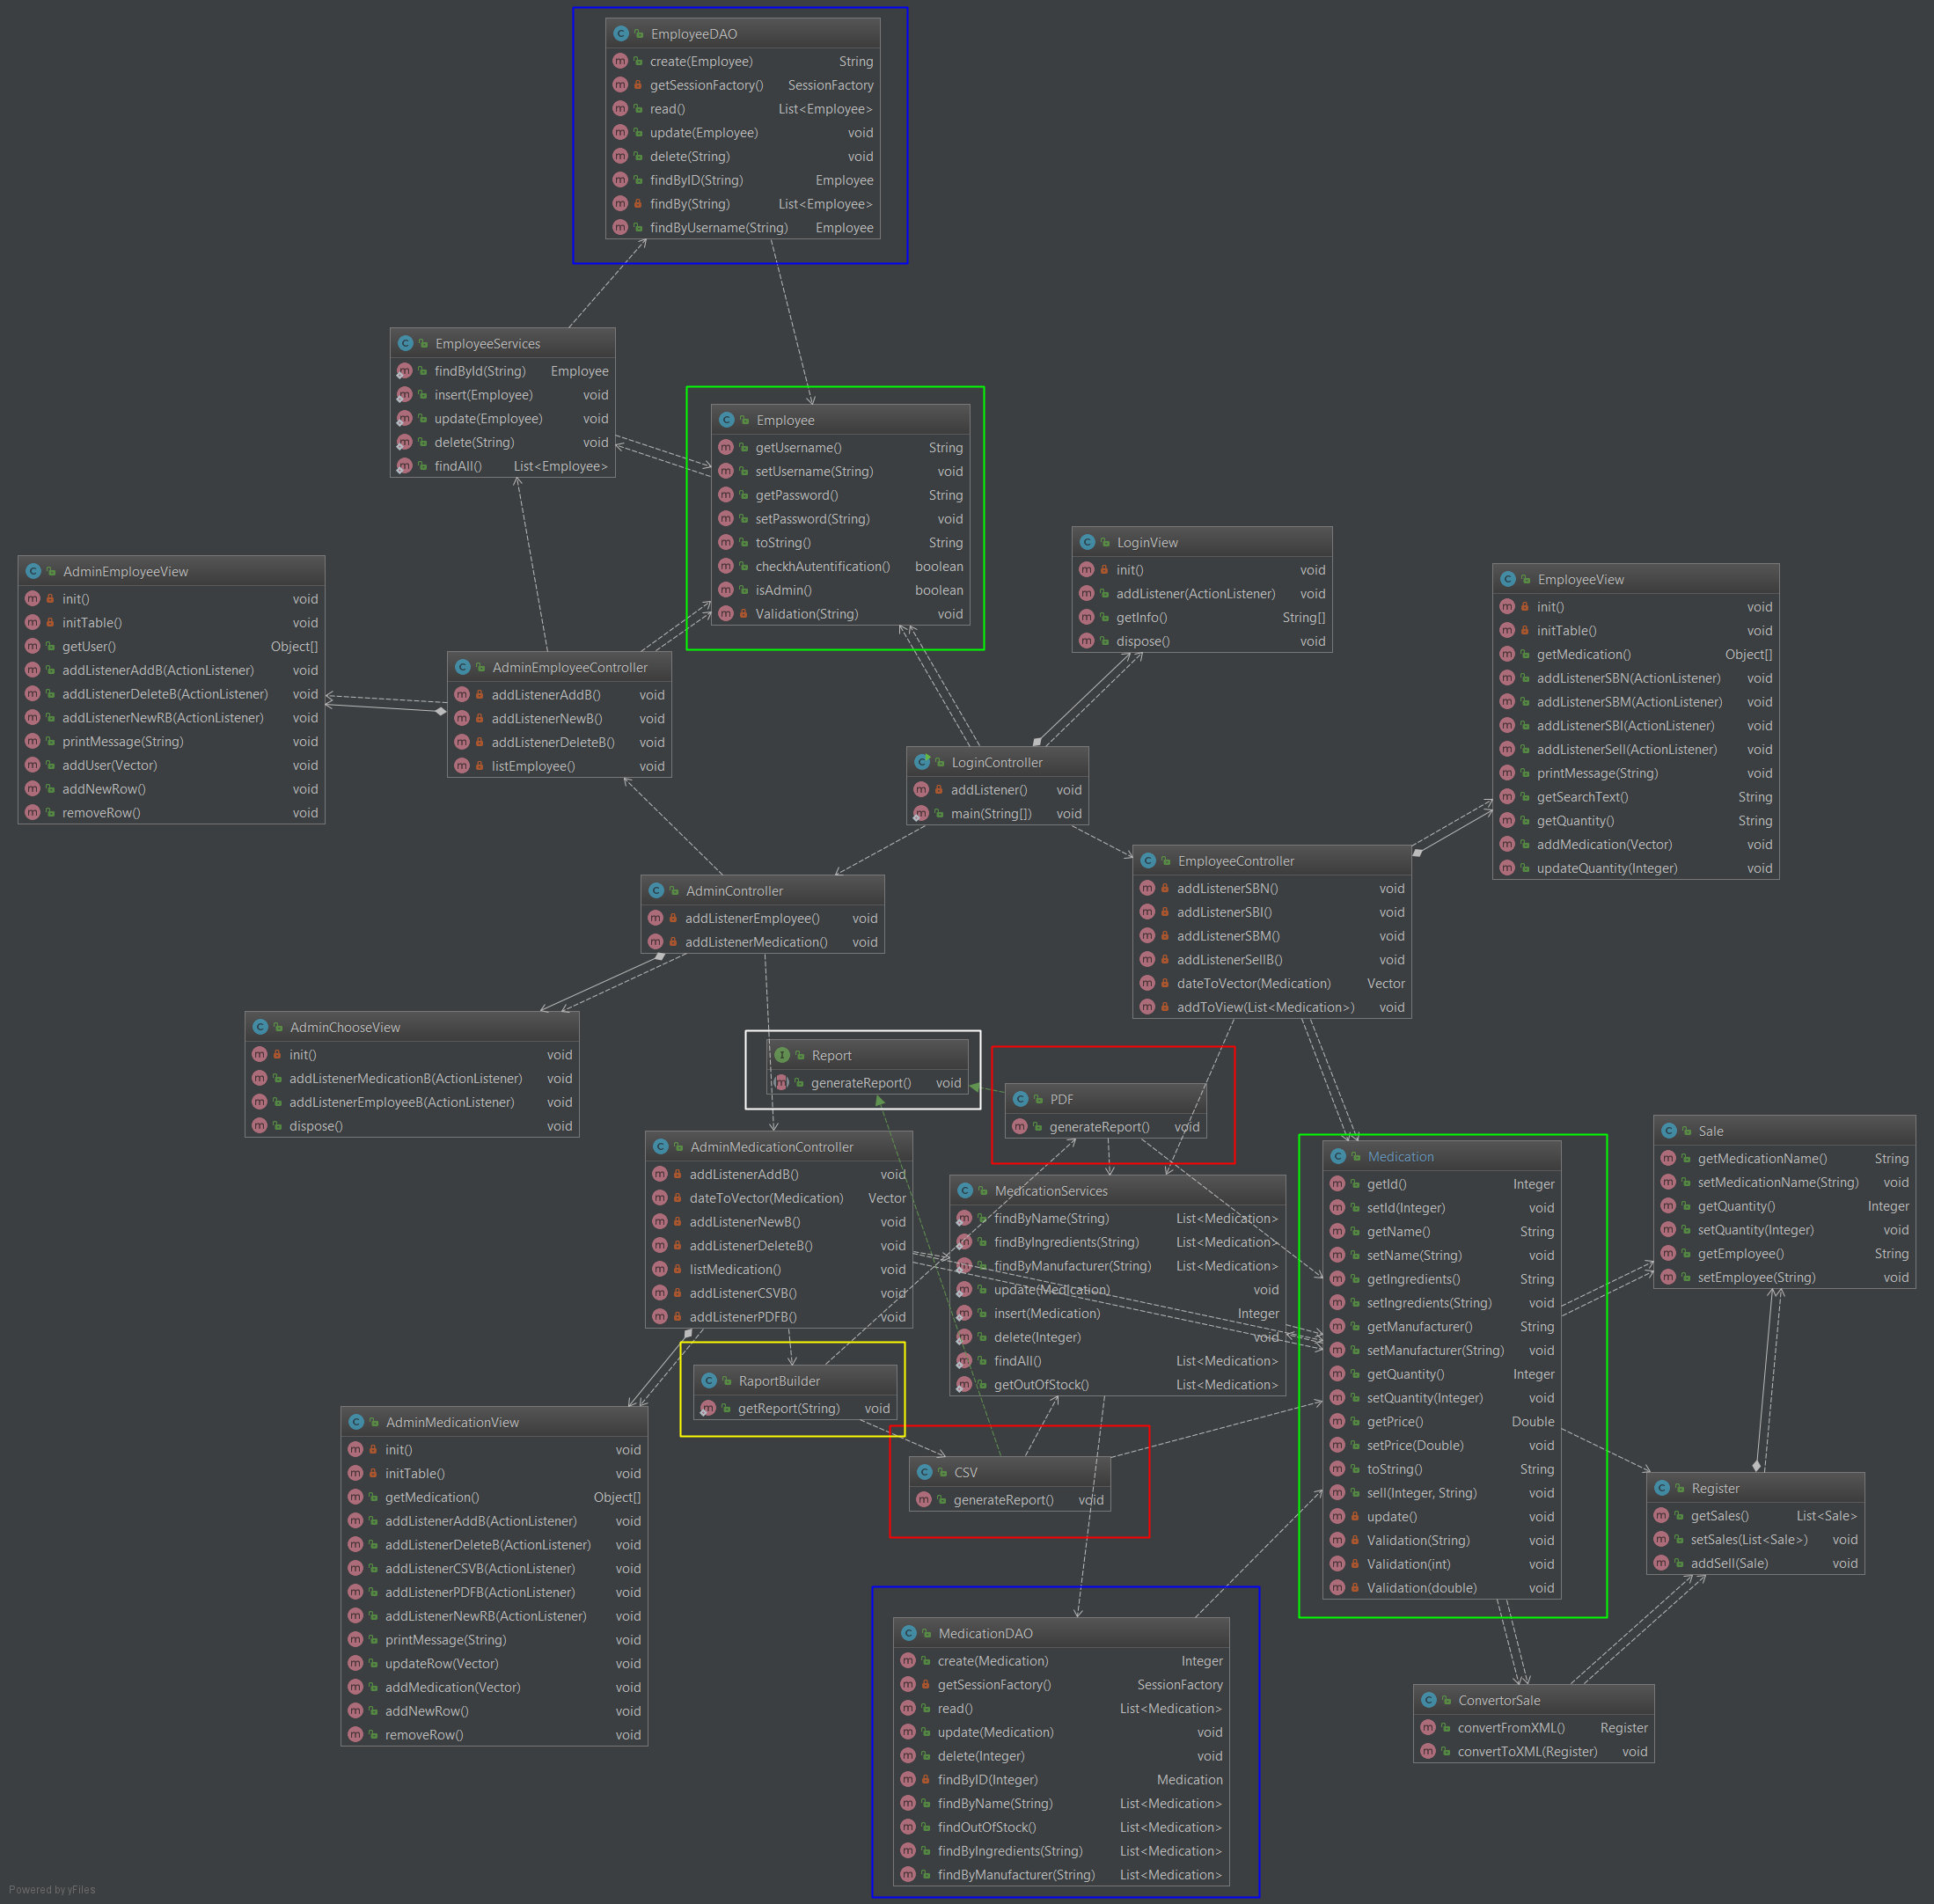 EmployeeDAO
create(Employee) String
getSessionFactory() SessionFactory
read() List<Employee>
update(Employee) void
delete(String) void
findByID(String) Employee
findBy(String) List<Employee>
findByUsername(String) Employee
EmployeeServices
findById(String) Employee
insert(Employee) void
update(Employee) void
delete(String) void
findAll() List<Employee>
Employee
getUsername() String
setUsername(String) void
getPassword() String
setPassword(String) void
toString() String
checkhAutentification() boolean
isAdmin() boolean
Validation(String) void
LoginView
init() void
addListener(ActionListener) void
getInfo() String[]
dispose() void
AdminEmployeeView
init() void
initTable() void
getUser() Object[]
addListenerAddB(ActionListener) void
addListenerDeleteB(ActionListener) void
addListenerNewRB(ActionListener) void
printMessage(String) void
addUser(Vector) void
addNewRow() void
removeRow() void
EmployeeView
init() void
initTable() void
getMedication() Object[]
addListenerSBN(ActionListener) void
addListenerSBM(ActionListener) void
addListenerSBI(ActionListener) void
addListenerSell(ActionListener) void
printMessage(String) void
getSearchText() String
getQuantity() String
addMedication(Vector) void
updateQuantity(Integer) void
AdminEmployeeController
addListenerAddB() void
addListenerNewB() void
addListenerDeleteB() void
listEmployee() void
LoginController
addListener() void
main(String[]) void
EmployeeController
addListenerSBN() void
addListenerSBI() void
addListenerSBM() void
addListenerSellB() void
dateToVector(Medication) Vector
addToView(List<Medication>) void
AdminController
addListenerEmployee() void
addListenerMedication() void
AdminChooseView
init() void
addListenerMedicationB(ActionListener) void
addListenerEmployeeB(ActionListener) void
dispose() void
Report
generateReport() void
PDF
generateReport() void
AdminMedicationController
addListenerAddB() void
dateToVector(Medication) Vector
addListenerNewB() void
addListenerDeleteB() void
listMedication() void
addListenerCSVB() void
addListenerPDFB() void
MedicationServices
findByName(String) List<Medication>
findByIngredients(String) List<Medication>
findByManufacturer(String) List<Medication>
update(Medication) void
insert(Medication) Integer
delete(Integer) void
findAll() List<Medication>
getOutOfStock() List<Medication>
Medication
getId() Integer
setId(Integer) void
getName() String
setName(String) void
getIngredients() String
setIngredients(String) void
getManufacturer() String
setManufacturer(String) void
getQuantity() Integer
setQuantity(Integer) void
getPrice() Double
setPrice(Double) void
toString() String
sell(Integer, String) void
update() void
Validation(String) void
Validation(int) void
Validation(double) void
Sale
getMedicationName() String
setMedicationName(String) void
getQuantity() Integer
setQuantity(Integer) void
getEmployee() String
setEmployee(String) void
RaportBuilder
getReport(String) void
CSV
generateReport() void
Register
getSales() List<Sale>
setSales(List<Sale>) void
addSell(Sale) void
AdminMedicationView
init() void
initTable() void
getMedication() Object[]
addListenerAddB(ActionListener) void
addListenerDeleteB(ActionListener) void
addListenerCSVB(ActionListener) void
addListenerPDFB(ActionListener) void
addListenerNewRB(ActionListener) void
printMessage(String) void
updateRow(Vector) void
addMedication(Vector) void
addNewRow() void
removeRow() void
MedicationDAO
create(Medication) Integer
getSessionFactory() SessionFactory
read() List<Medication>
update(Medication) void
delete(Integer) void
findByID(Integer) Medication
findByName(String) List<Medication>
findOutOfStock() List<Medication>
findByIngredients(String) List<Medication>
findByManufacturer(String) List<Medication>
ConvertorSale
convertFromXML() Register
convertToXML(Register) void
Powered by yFiles